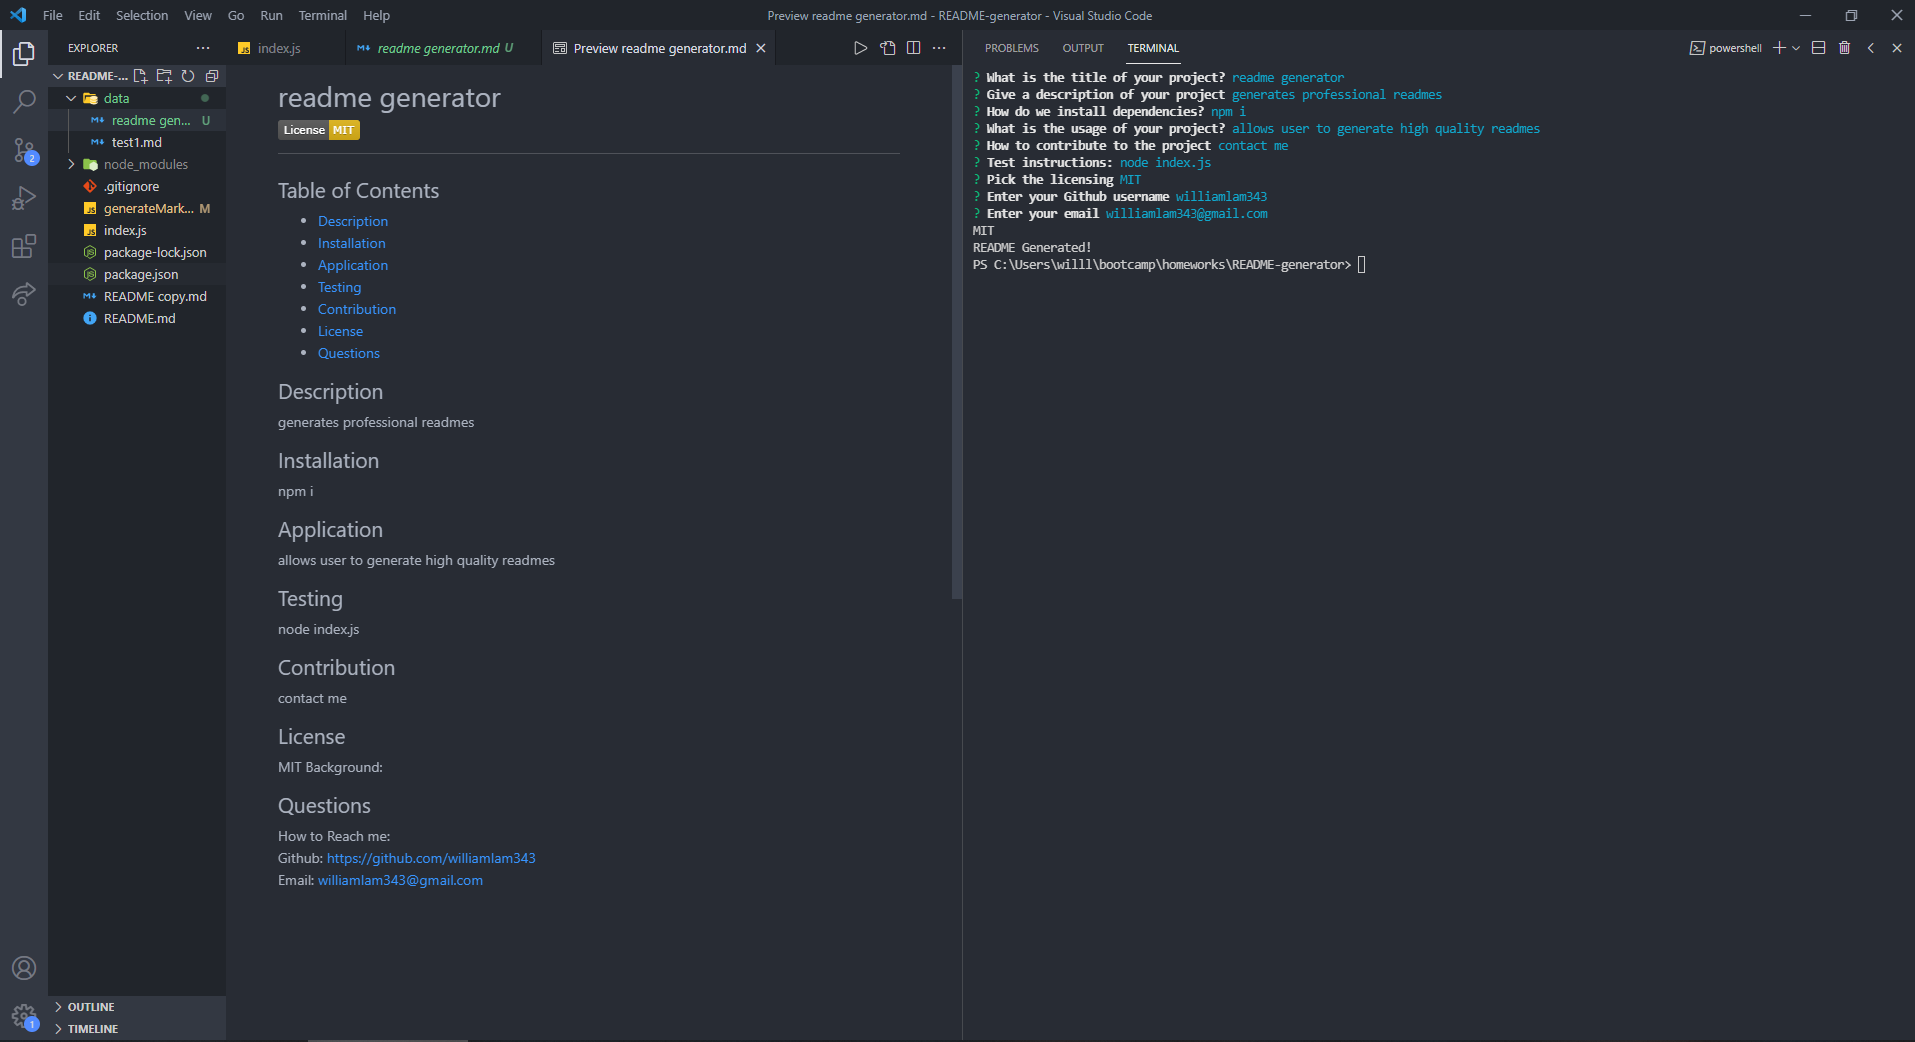 File Edit Selection View Go Run Terminal Help
Preview readme generator.md - README-generator - Visual Studio Code
EXPLORER
README-...
data
readme gen... U
test1.md
node_modules
.gitignore
generateMark... M
index.js
package-lock.json
package.json
README copy.md
README.md
OUTLINE
TIMELINE
2
1
index.js
readme generator.md U
Preview readme generator.md
readme generator
License MIT
Table of Contents
Description
Installation
Application
Testing
Contribution
License
Questions
Description
generates professional readmes
Installation
npm i
Application
allows user to generate high quality readmes
Testing
node index.js
Contribution
contact me
License
MIT Background:
Questions
How to Reach me:
Github: https://github.com/williamlam343
Email: williamlam343@gmail.com
PROBLEMS OUTPUT TERMINAL
powershell
? What is the title of your project? readme generator
? Give a description of your project generates professional readmes
? How do we install dependencies? npm i
? What is the usage of your project? allows user to generate high quality readmes
? How to contribute to the project contact me
? Test instructions: node index.js
? Pick the licensing MIT
? Enter your Github username williamlam343
? Enter your email williamlam343@gmail.com
MIT
README Generated!
PS C:\Users\willl\bootcamp\homeworks\README-generator>